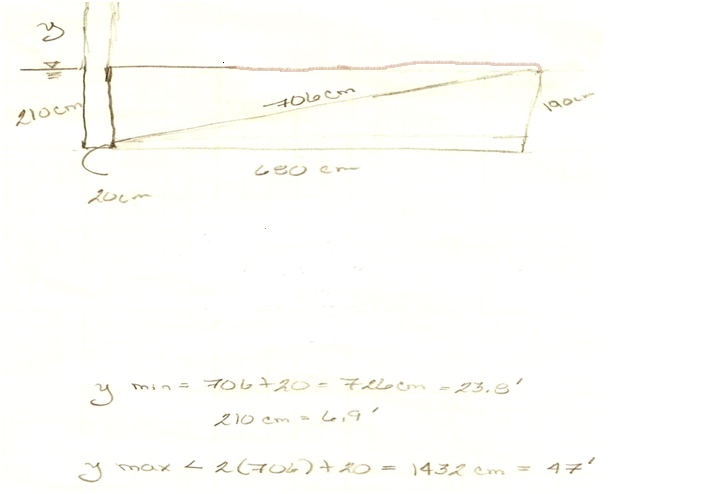 y
210cm
706cm
190cm
680 cm
20cm
y min = 706+20 = 726cm = 23.8'
210 cm = 6.9'
y max < 2(706)+20 = 1432 cm = 47'